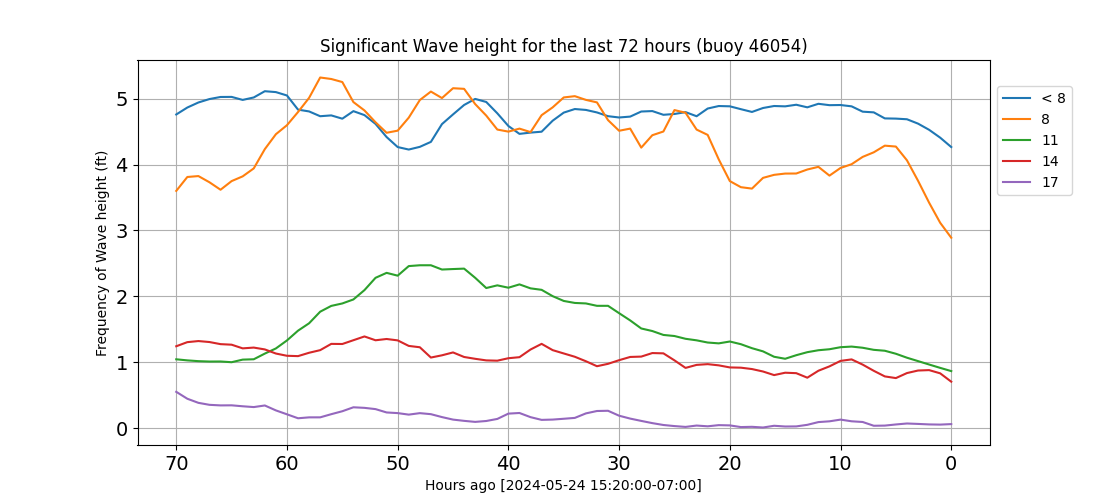 Significant Wave height for the last 72 hours (buoy 46054)
Frequency of Wave height (ft)
5
4
3
2
1
0
70 60 50 40 30 20 10 0
Hours ago [2024-05-24 15:20:00-07:00]
< 8
8
11
14
17